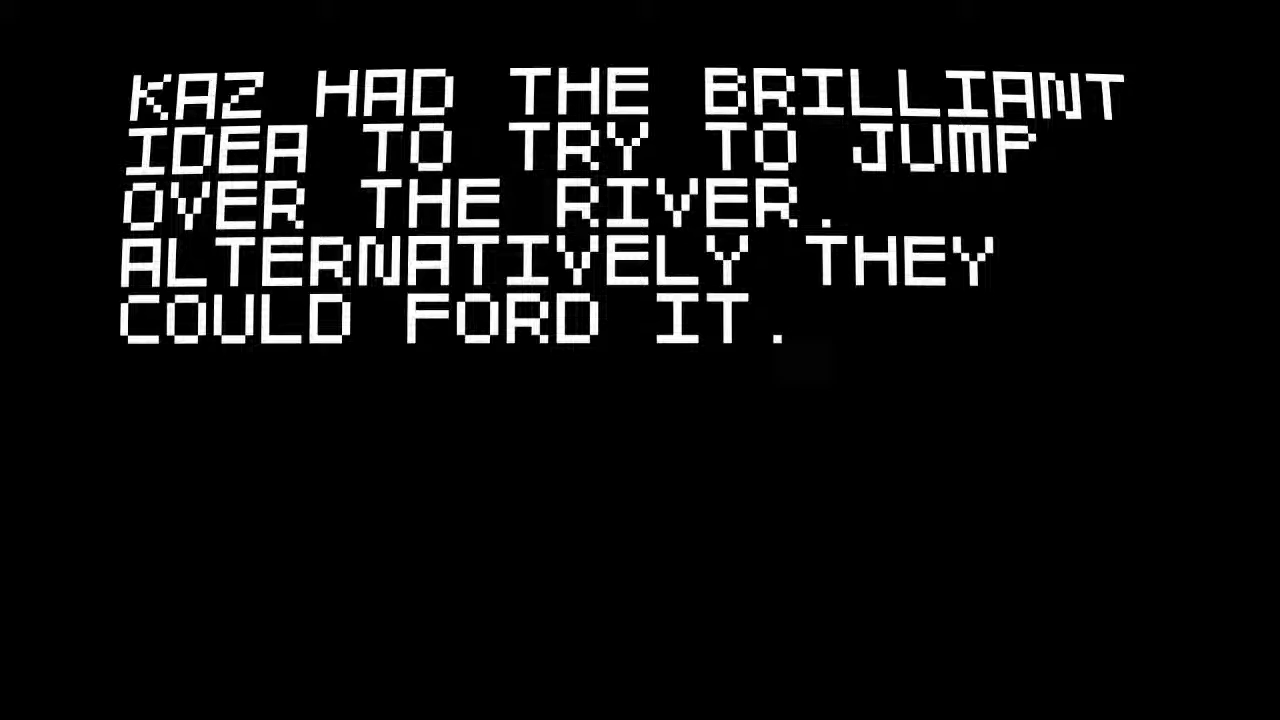 KAZ HAD THE BRILLIANT
IDEA TO TRY TO JUMP
OVER THE RIVER.
ALTERNATIVELY THEY
COULD FORD IT.